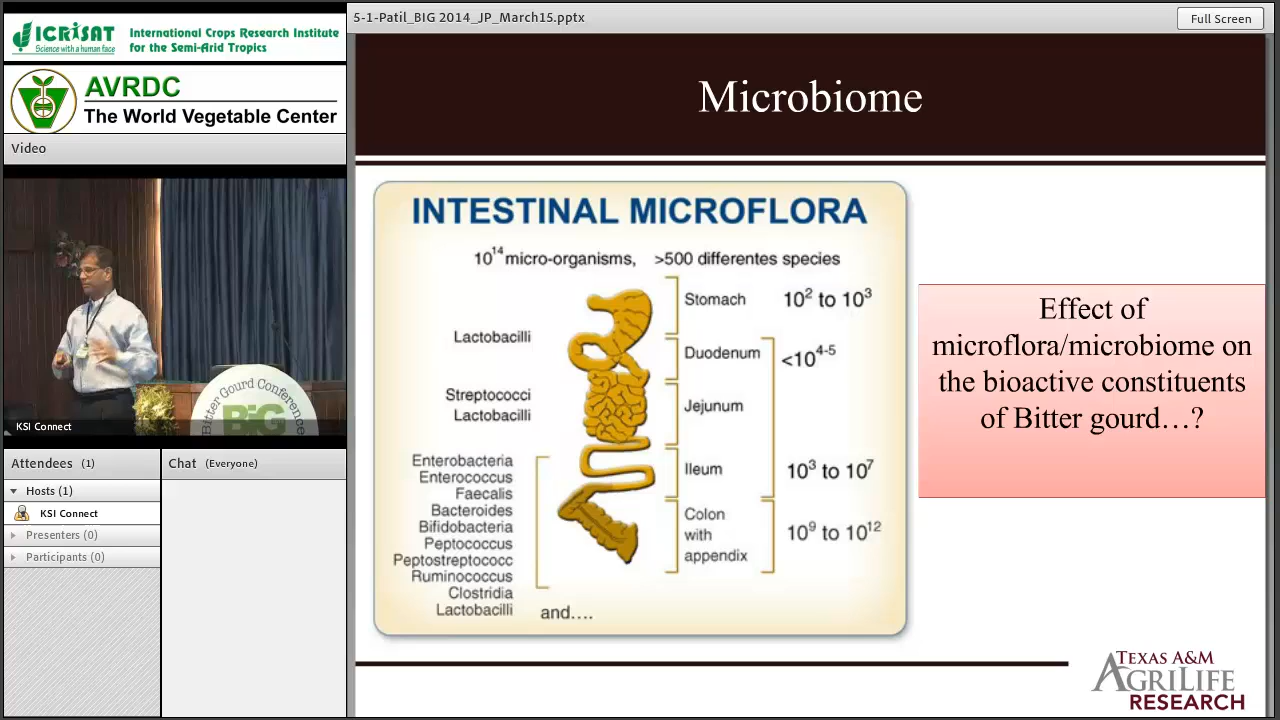 5-1-Patil_BIG 2014_JP_March15.pptx
Full Screen
ICRISAT
Science with a human face
International Crops Research Institute
for the Semi-Arid Tropics
AVRDC
The World Vegetable Center
Video
Bitter Gourd Conference
BiG
KSI Connect
Attendees (1)
Hosts (1)
KSI Connect
Presenters (0)
Participants (0)
Chat (Everyone)
Microbiome
INTESTINAL MICROFLORA
10^14 micro-organisms, >500 differentes species
Stomach 10^2 to 10^3
Lactobacilli
Duodenum <10^4-5
Streptococci
Lactobacilli
Jejunum
Enterobacteria
Enterococcus
Faecalis
Bacteroides
Bifidobacteria
Peptococcus
Peptostreptococc
Ruminococcus
Clostridia
Lactobacilli
and....
Ileum 10^3 to 10^7
Colon
with
appendix
10^9 to 10^12
Effect of
microflora/microbiome on
the bioactive constituents
of Bitter gourd…?
TEXAS A&M
AGRILIFE
RESEARCH